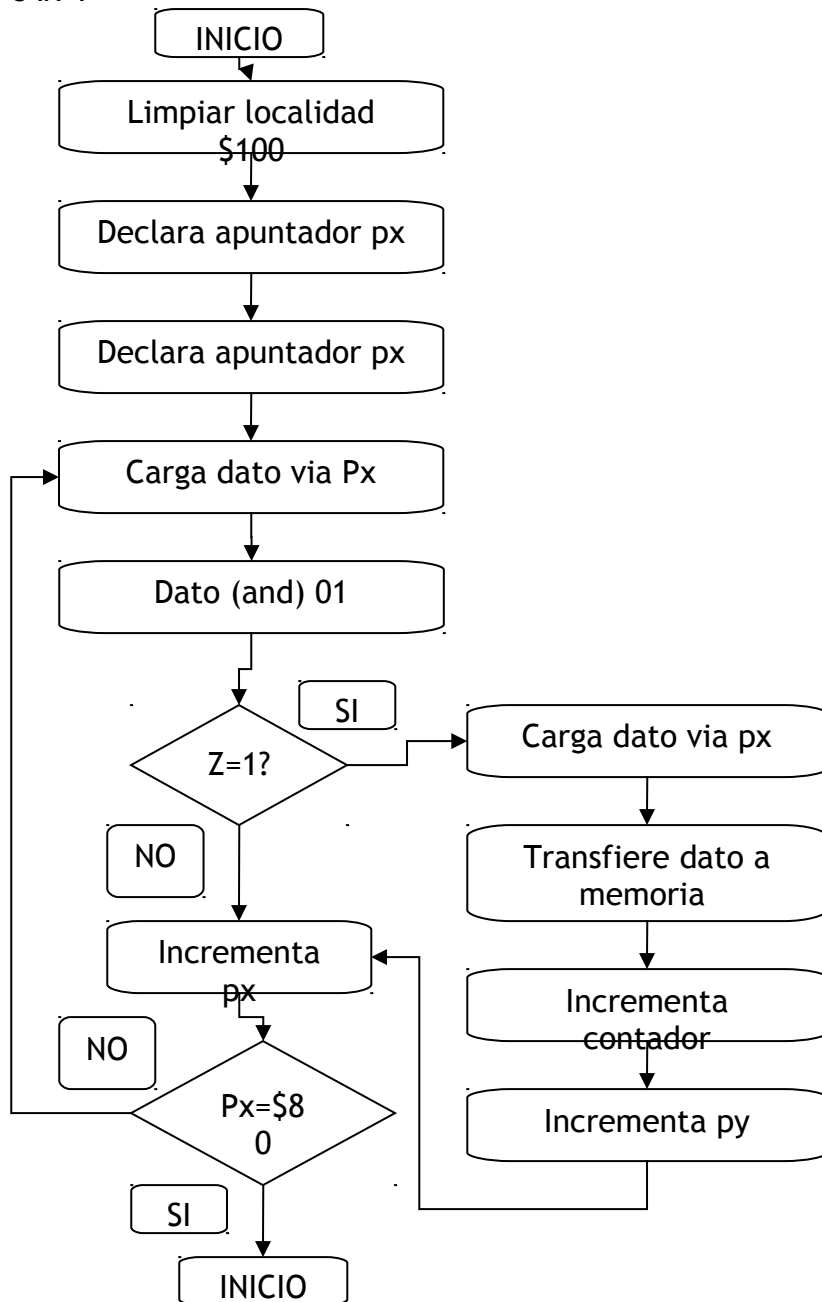 INICIO
Limpiar localidad
$100
Declara apuntador px
Declara apuntador px
Carga dato via Px
Dato (and) 01
SI
Z=1?
Carga dato via px
NO
Transfiere dato a
memoria
Incrementa
px
Incrementa
contador
NO
Px=$8
0
Incrementa py
SI
INICIO